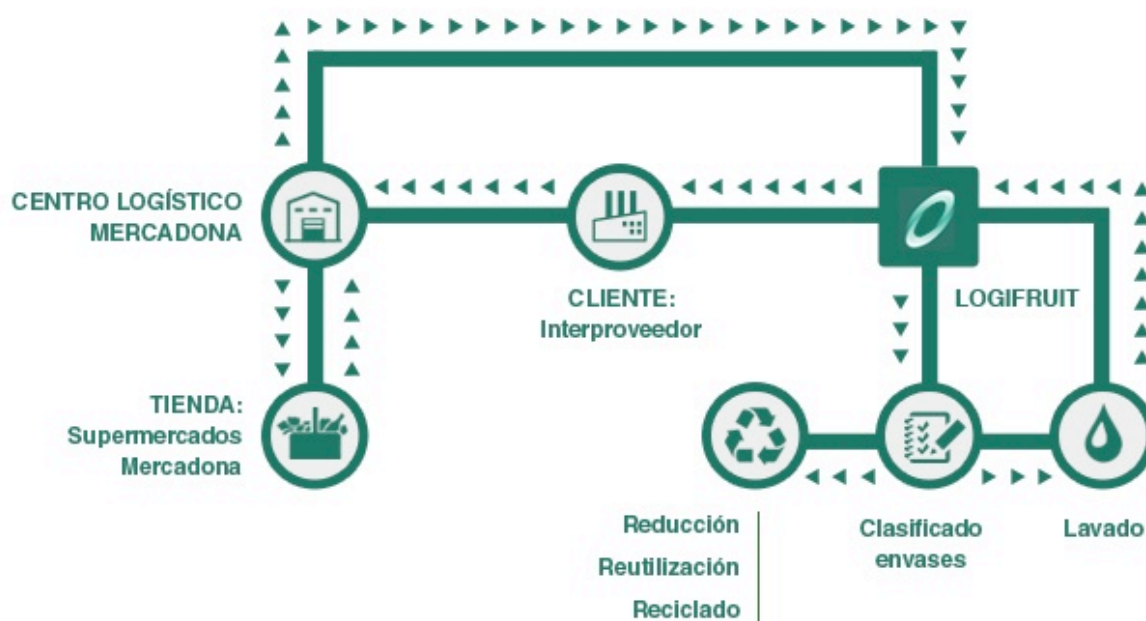 CENTRO LOGÍSTICO
MERCADONA
CLIENTE:
Interproveedor
LOGIFRUIT
TIENDA:
Supermercados
Mercadona
Reducción
Reutilización
Reciclado
Clasificado
envases
Lavado